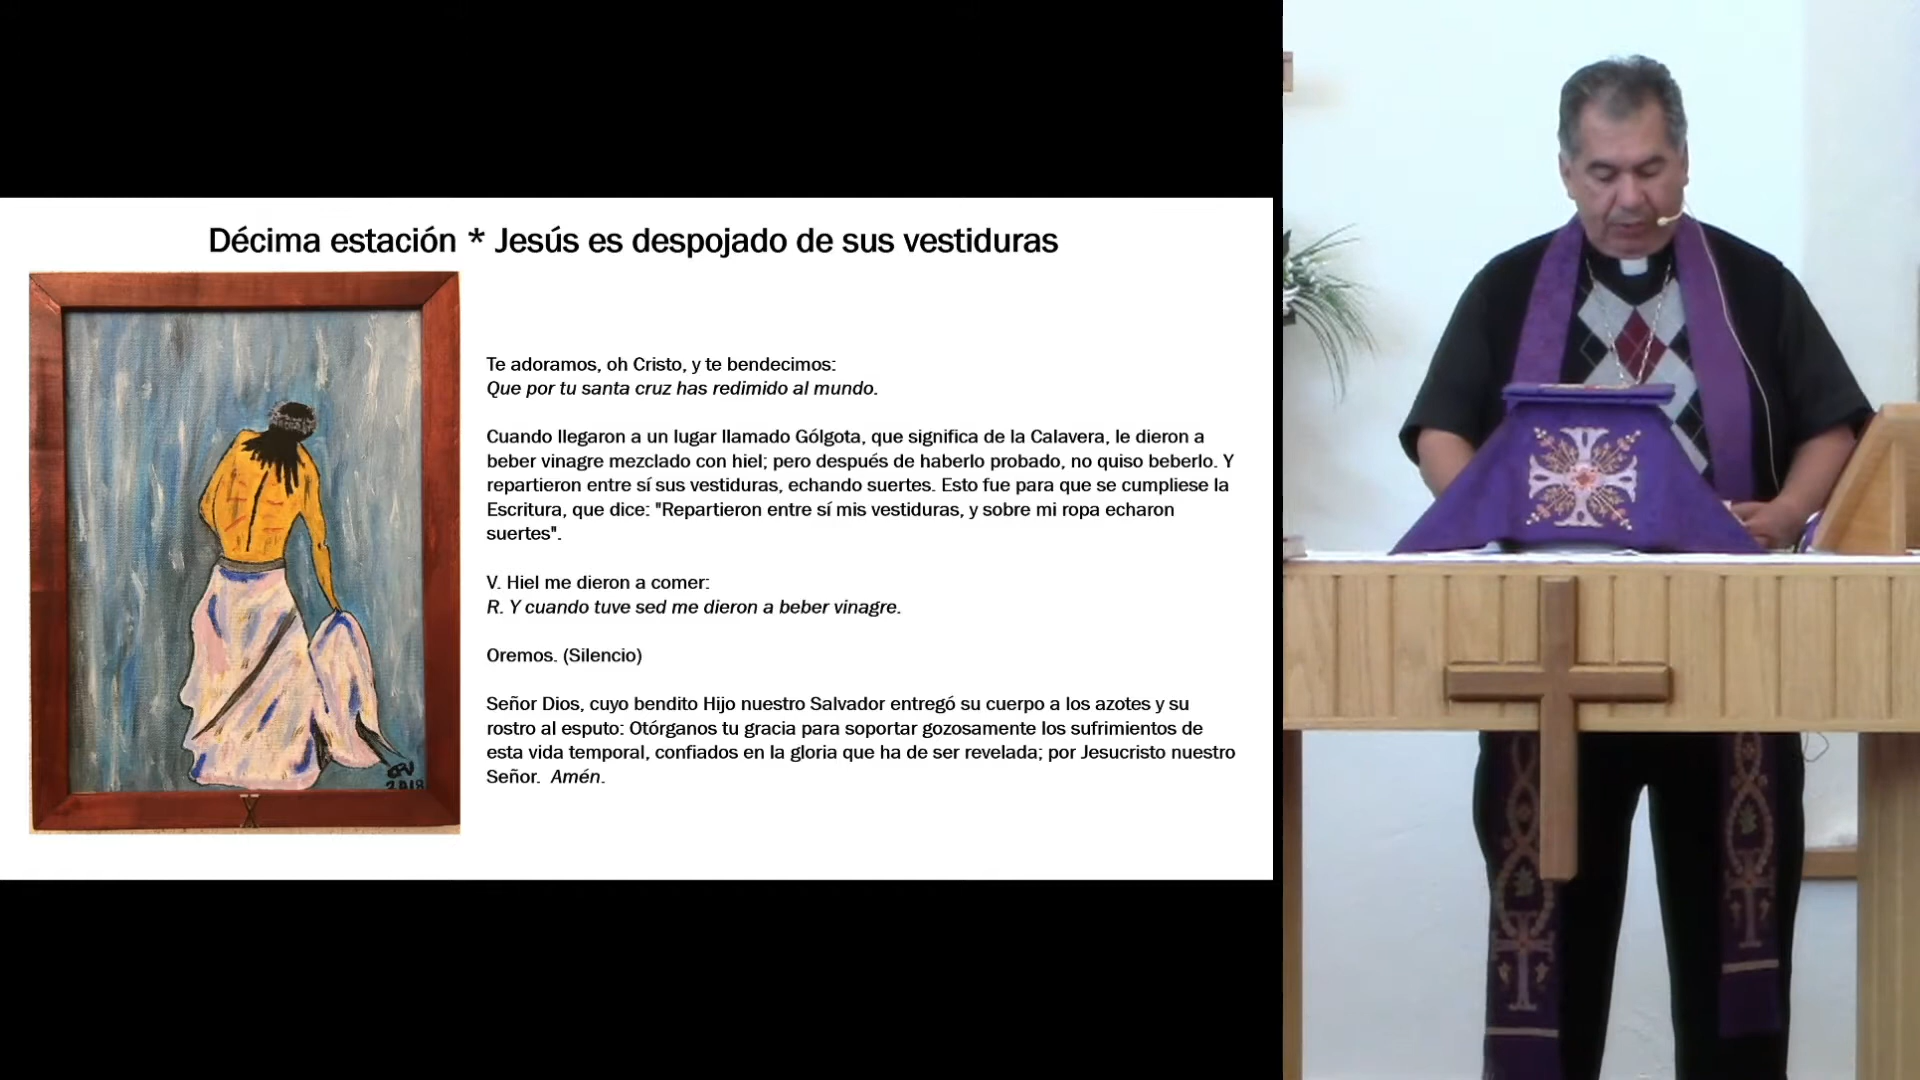 Décima estación * Jesús es despojado de sus vestiduras
Te adoramos, oh Cristo, y te bendecimos:
Que por tu santa cruz has redimido al mundo.
Cuando llegaron a un lugar llamado Gólgota, que significa de la Calavera, le dieron a
beber vinagre mezclado con hiel; pero después de haberlo probado, no quiso beberlo. Y
repartieron entre sí sus vestiduras, echando suertes. Esto fue para que se cumpliese la
Escritura, que dice: "Repartieron entre sí mis vestiduras, y sobre mi ropa echaron
suertes".
V. Hiel me dieron a comer:
R. Y cuando tuve sed me dieron a beber vinagre.
Oremos. (Silencio)
Señor Dios, cuyo bendito Hijo nuestro Salvador entregó su cuerpo a los azotes y su
rostro al esputo: Otórganos tu gracia para soportar gozosamente los sufrimientos de
esta vida temporal, confiados en la gloria que ha de ser revelada; por Jesucristo nuestro
Señor. Amén.
2018
X